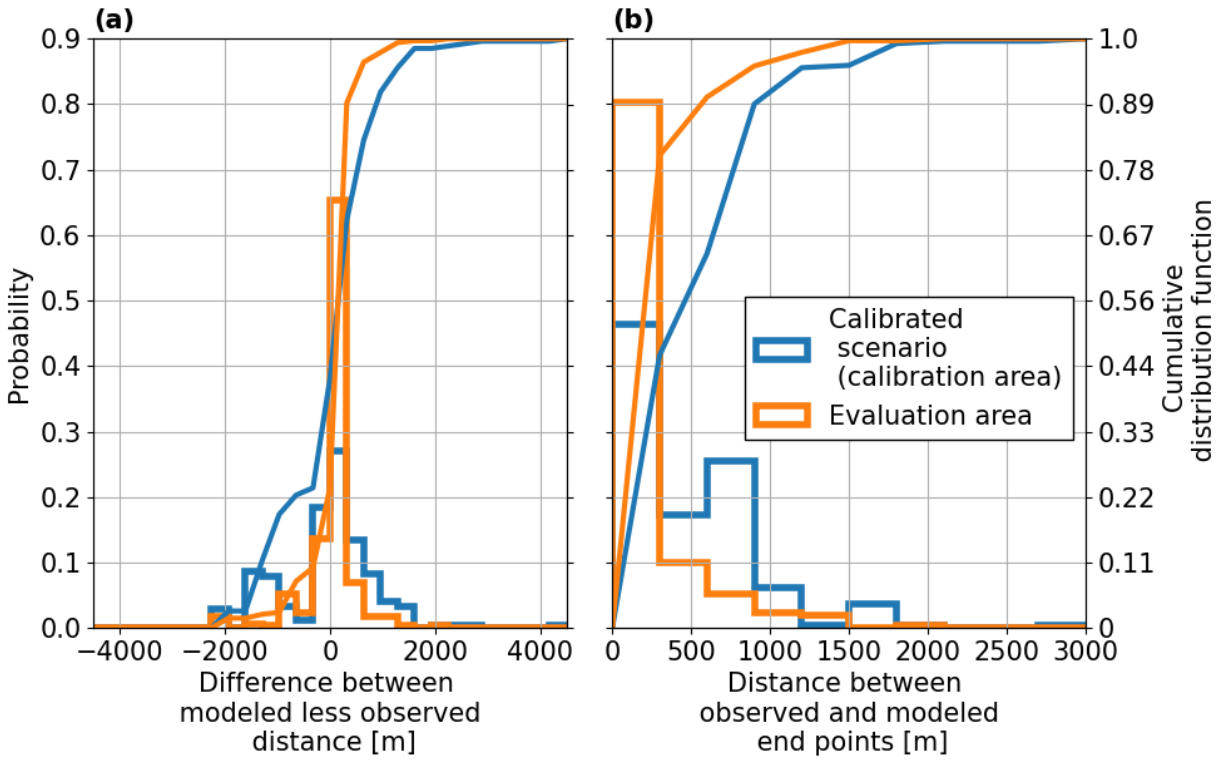 (a)
(b)
0.9
0.8
0.7
0.6
0.5
0.4
0.3
0.2
0.1
0.0
Probability
−4000
−2000
0
2000
4000
Difference between
modeled less observed
distance [m]
Calibrated
scenario
(calibration area)
Evaluation area
0
500
1000
1500
2000
2500
3000
Distance between
observed and modeled
end points [m]
1.0
0.89
0.78
0.67
0.56
0.44
0.33
0.22
0.11
0
Cumulative
distribution function